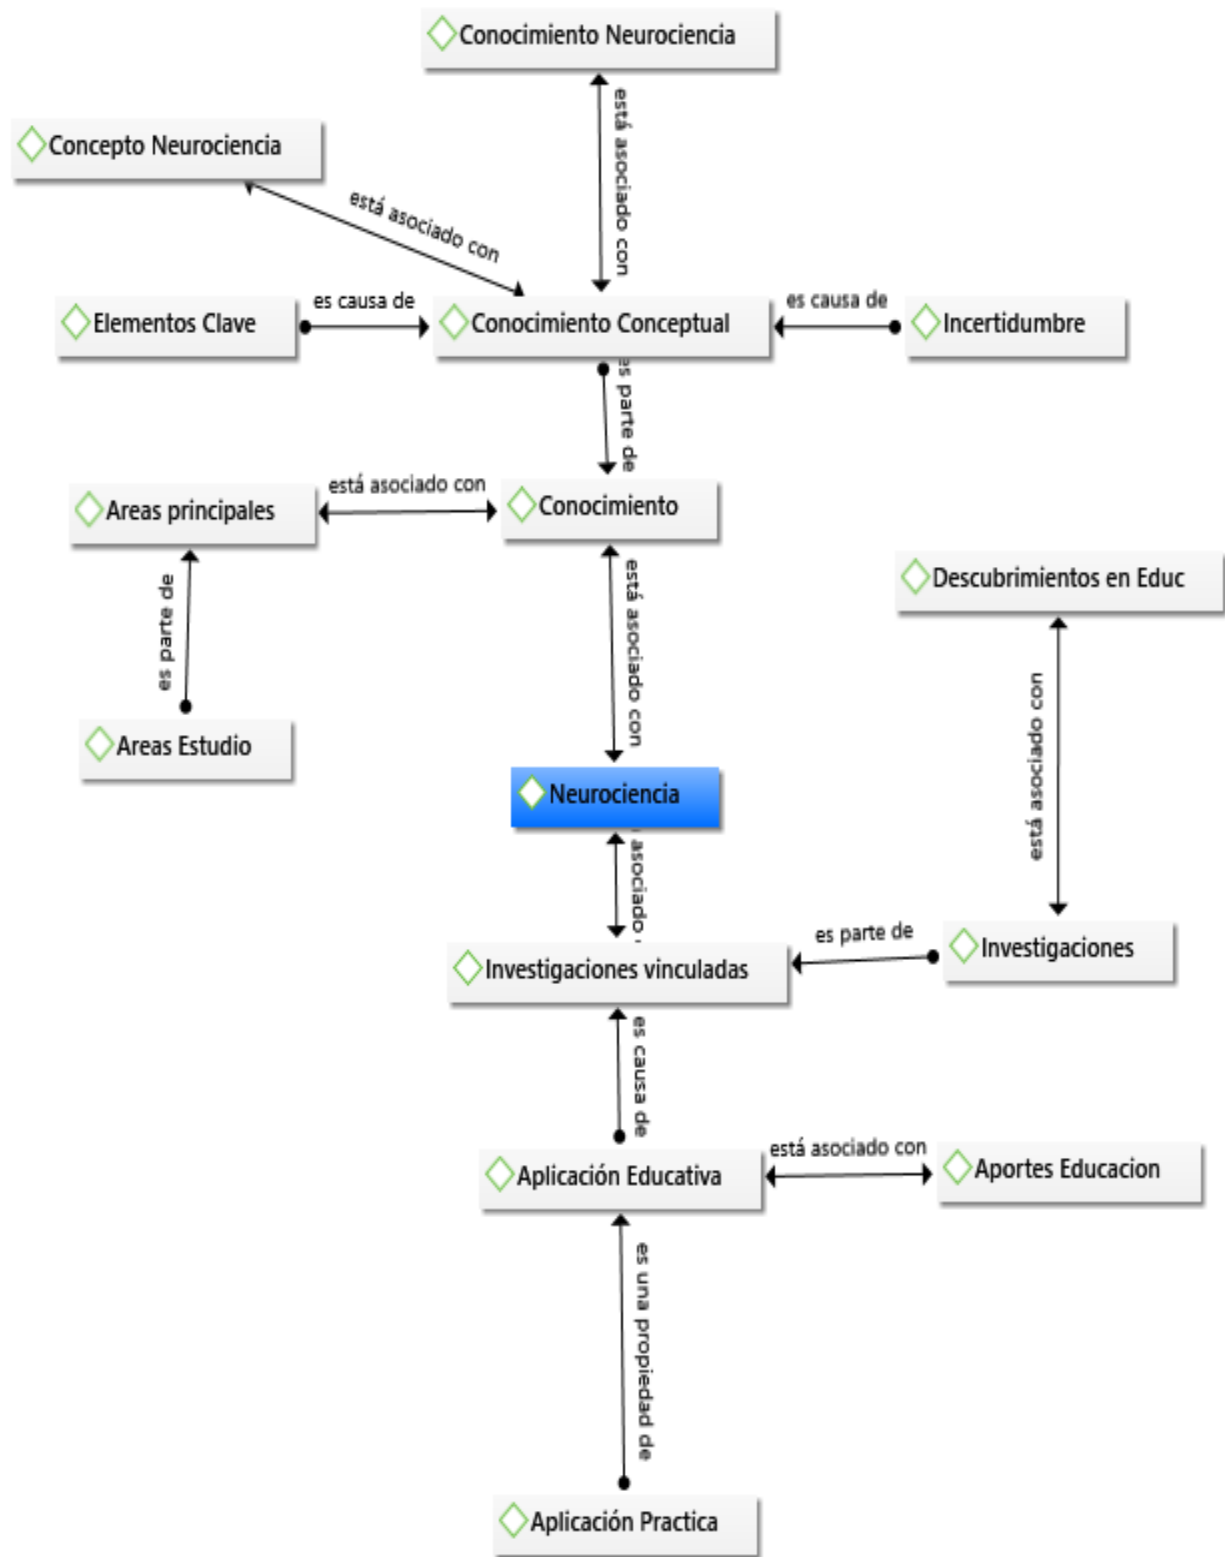 Conocimiento Neurociencia
está asociado con
Concepto Neurociencia
está asociado con
Elementos Clave
es causa de
Conocimiento Conceptual
es causa de
Incertidumbre
es parte de
Areas principales
está asociado con
Conocimiento
es parte de
está asociado con
Descubrimientos en Educ
Areas Estudio
está asociado con
Neurociencia
asociado
Investigaciones vinculadas
es parte de
Investigaciones
es causa de
Aplicación Educativa
está asociado con
Aportes Educacion
es una propiedad de
Aplicación Practica